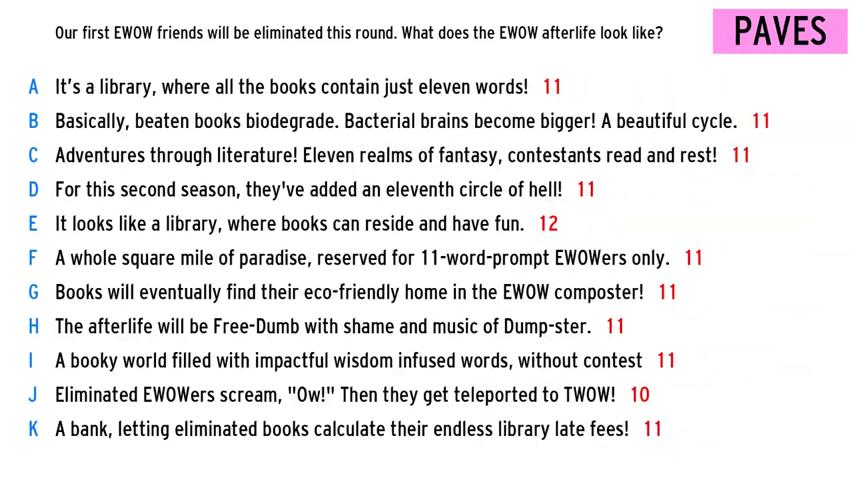 Our first EWOW friends will be eliminated this round. What does the EWOW afterlife look like?
PAVES
A It's a library, where all the books contain just eleven words! 11
B Basically, beaten books biodegrade. Bacterial brains become bigger! A beautiful cycle. 11
C Adventures through literature! Eleven realms of fantasy, contestants read and rest! 11
D For this second season, they've added an eleventh circle of hell! 11
E It looks like a library, where books can reside and have fun. 12
F A whole square mile of paradise, reserved for 11-word-prompt EWOWers only. 11
G Books will eventually find their eco-friendly home in the EWOW composter! 11
H The afterlife will be Free-Dumb with shame and music of Dump-ster. 11
I A booky world filled with impactful wisdom infused words, without contest 11
J Eliminated EWOWers scream, "Ow!" Then they get teleported to TWOW! 10
K A bank, letting eliminated books calculate their endless library late fees! 11